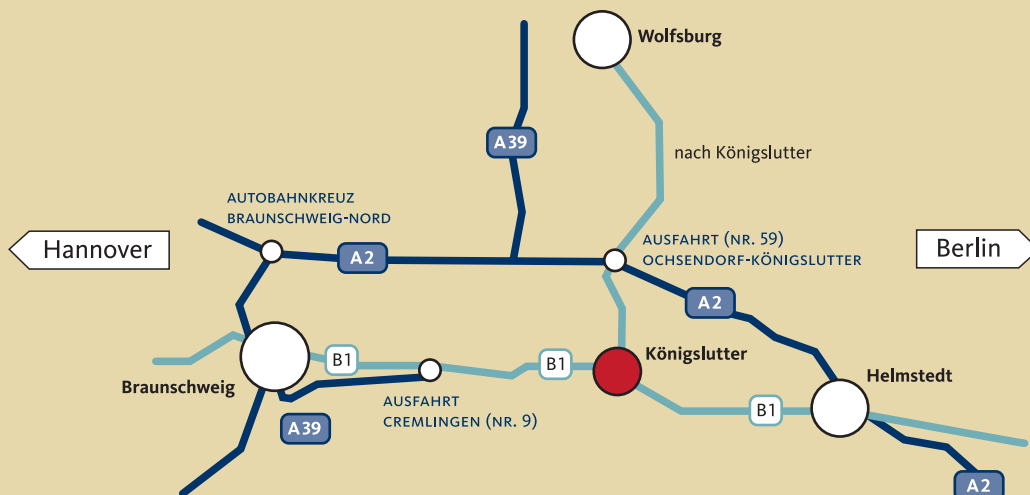 Wolfsburg
A39
nach Königslutter
AUTOBAHNKREUZ
BRAUNSCHWEIG-NORD
Hannover
A2
AUSFAHRT (NR. 59)
OCHSENDORF-KÖNIGSLUTTER
Berlin
A2
B1
B1
Königslutter
Braunschweig
Helmstedt
AUSFAHRT
CREMLINGEN (NR. 9)
B1
A39
A2